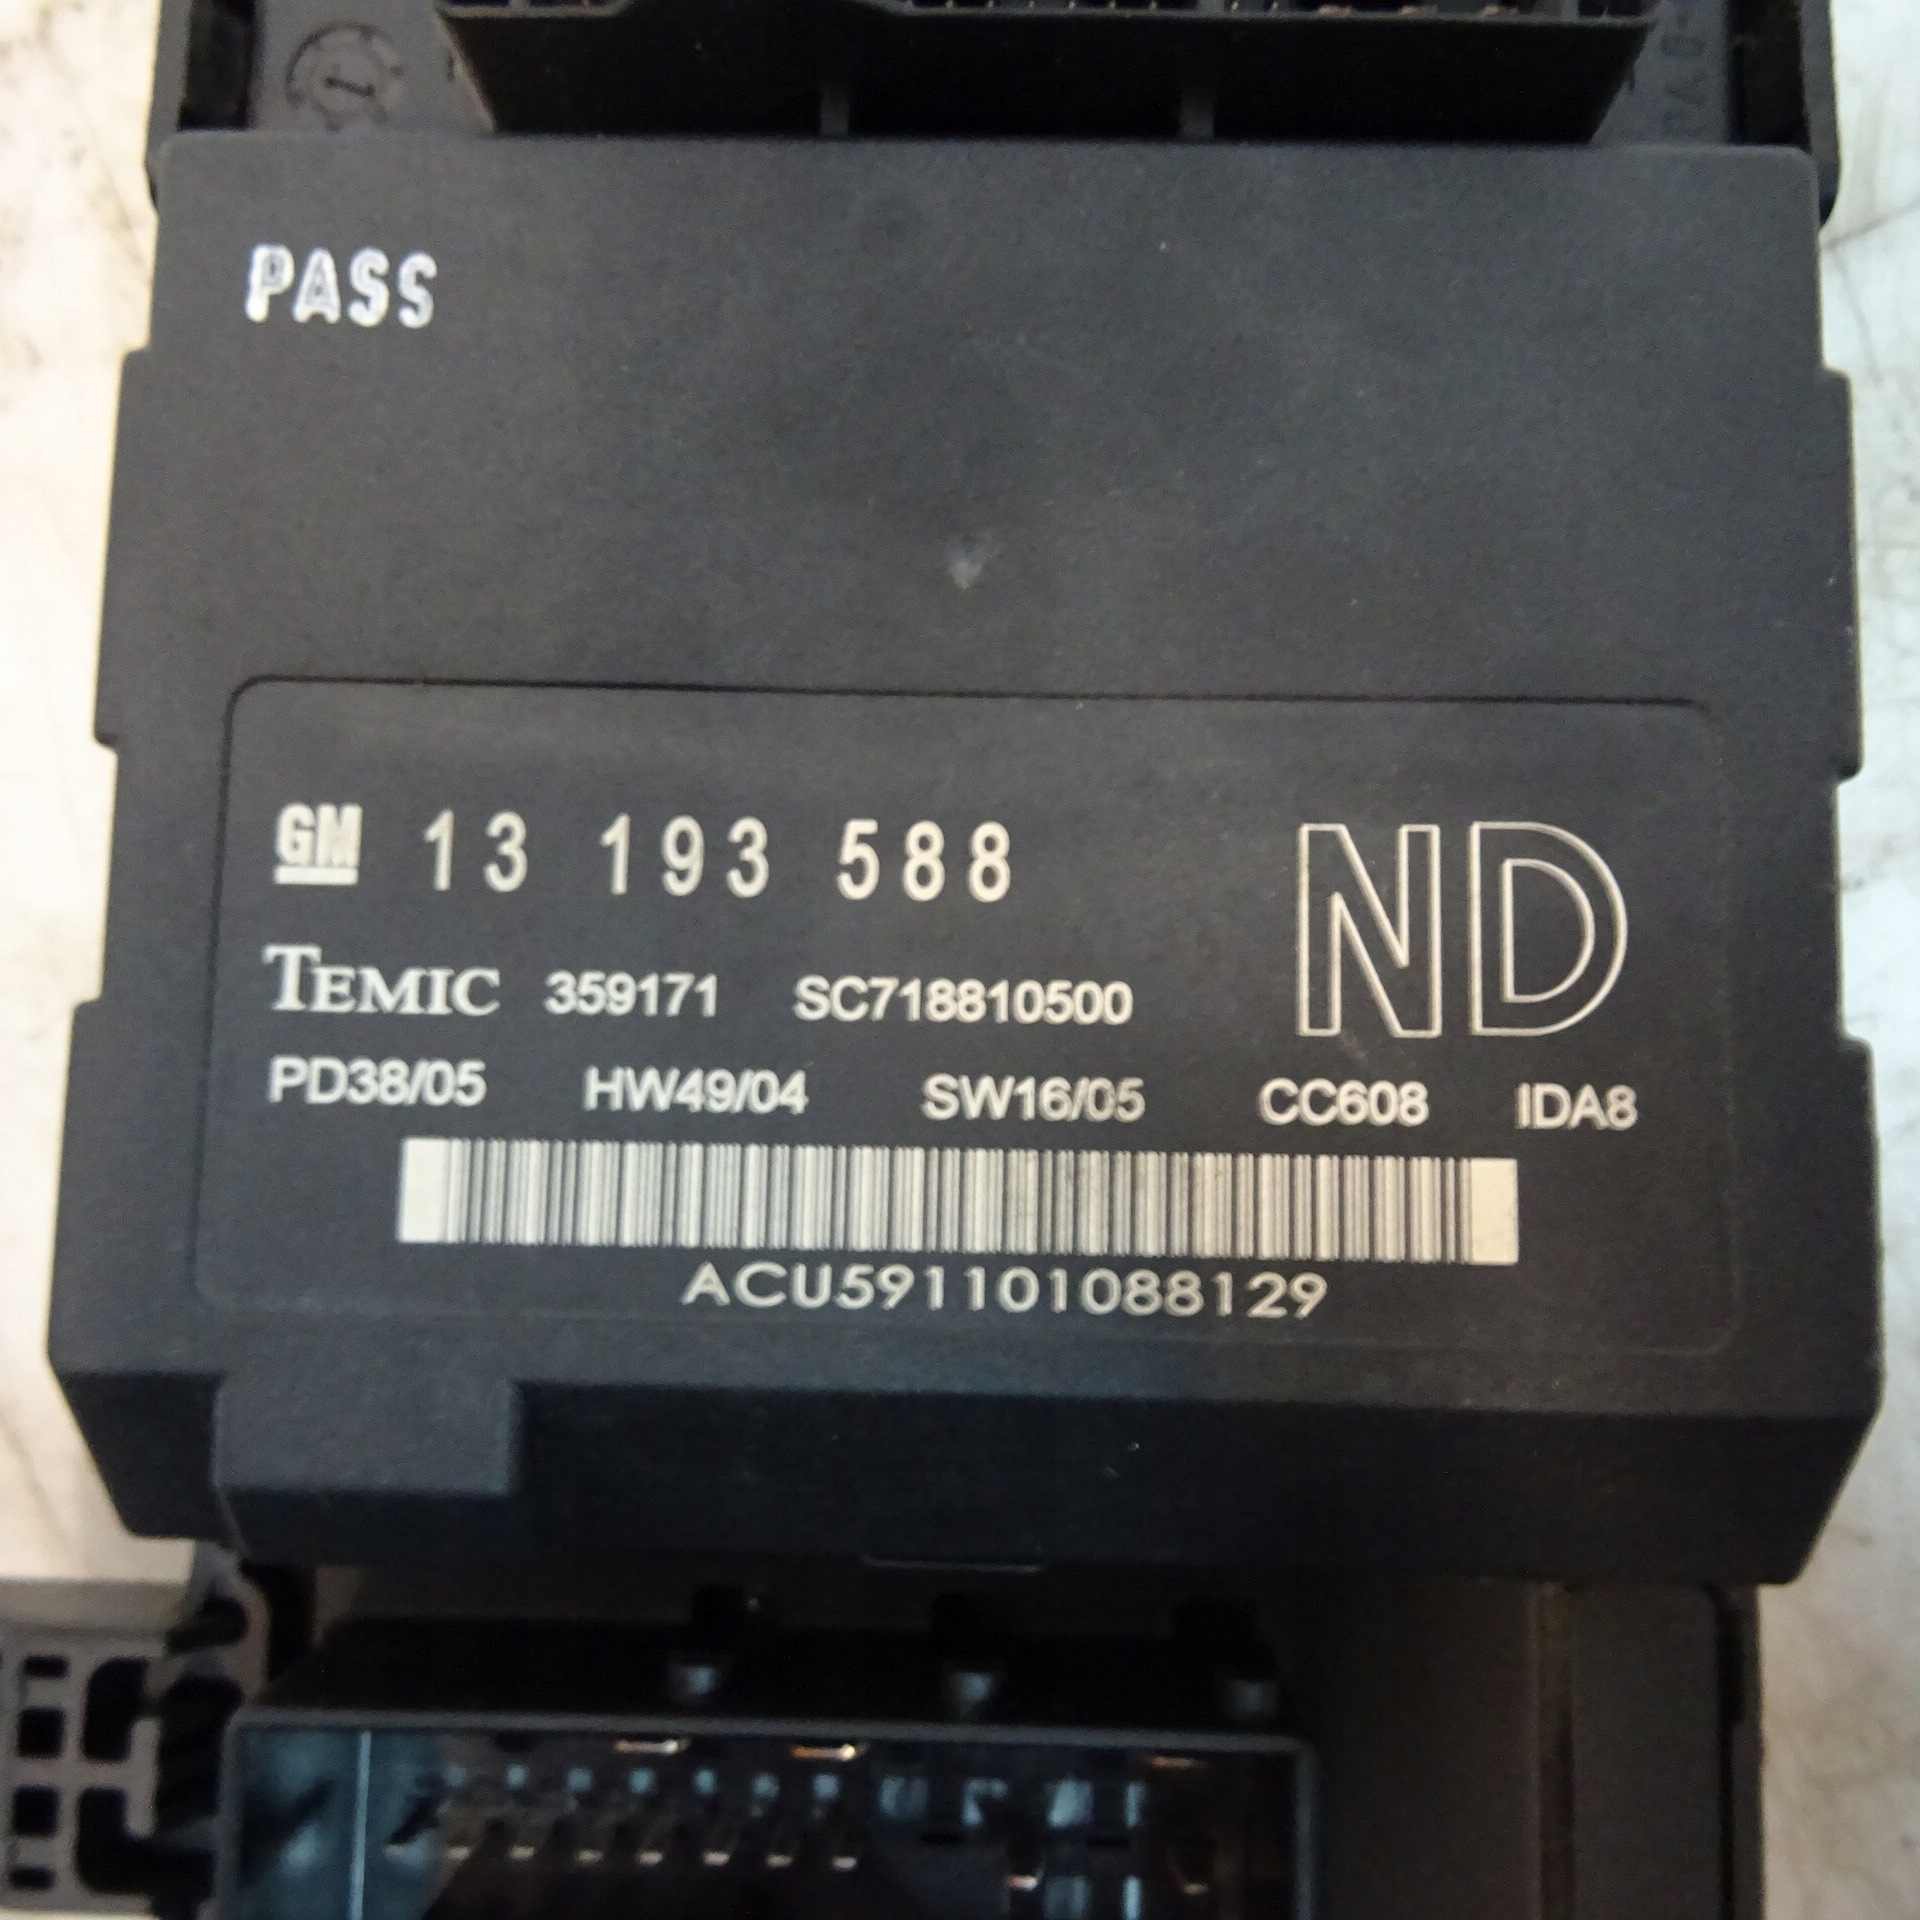 PASS
GM 13 193 588
ND
TEMIC 359171 SC718810500
PD38/05 HW49/04 SW16/05 CC608 IDA8
ACU591101088129